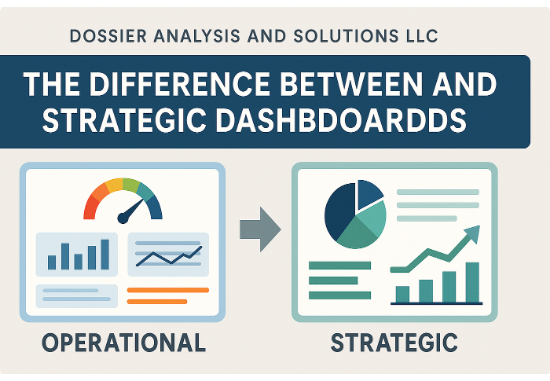 DOSSIER ANALYSIS AND SOLUTIONS LLC
THE DIFFERENCE BETWEEN AND
STRATEGIC DASHBDOARDDS
OPERATIONAL
STRATEGIC